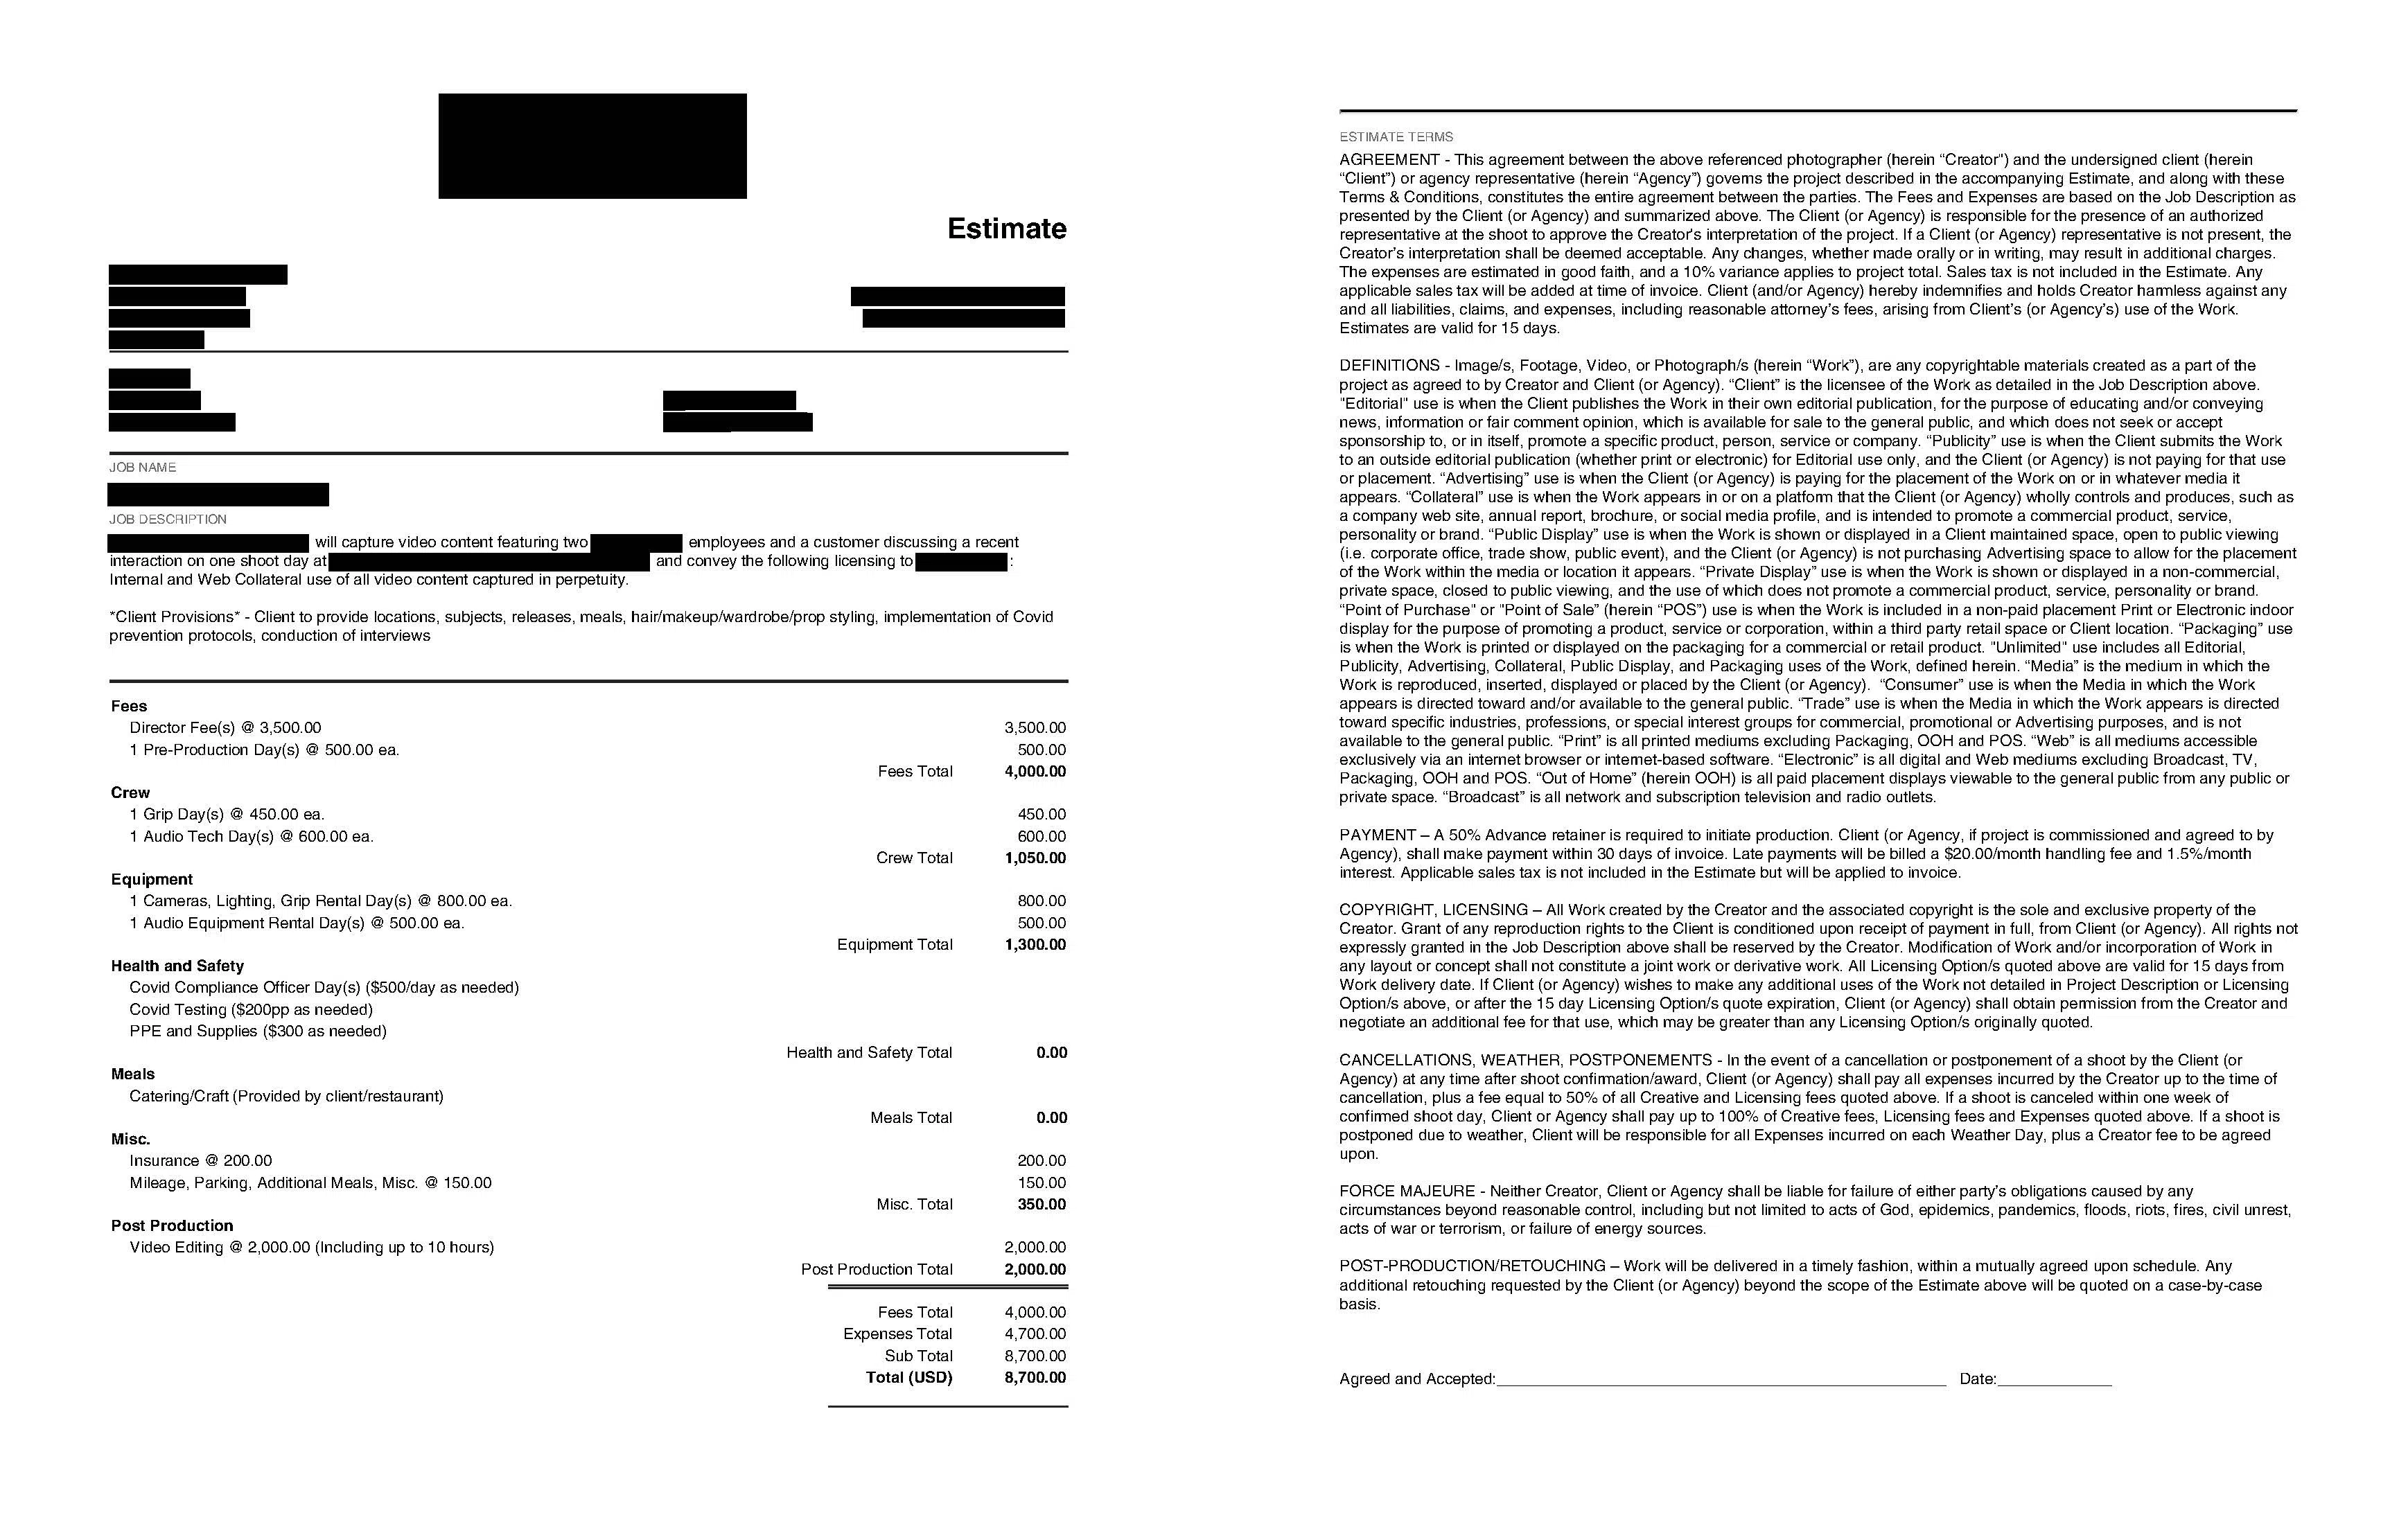 Estimate
JOB NAME
JOB DESCRIPTION
will capture video content featuring two employees and a customer discussing a recent
interaction on one shoot day at and convey the following licensing to :
Internal and Web Collateral use of all video content captured in perpetuity.
*Client Provisions* - Client to provide locations, subjects, releases, meals, hair/makeup/wardrobe/prop styling, implementation of Covid
prevention protocols, conduction of interviews
Fees
Director Fee(s) @ 3,500.00 3,500.00
1 Pre-Production Day(s) @ 500.00 ea. 500.00
Fees Total 4,000.00
Crew
1 Grip Day(s) @ 450.00 ea. 450.00
1 Audio Tech Day(s) @ 600.00 ea. 600.00
Crew Total 1,050.00
Equipment
1 Cameras, Lighting, Grip Rental Day(s) @ 800.00 ea. 800.00
1 Audio Equipment Rental Day(s) @ 500.00 ea. 500.00
Equipment Total 1,300.00
Health and Safety
Covid Compliance Officer Day(s) ($500/day as needed)
Covid Testing ($200pp as needed)
PPE and Supplies ($300 as needed)
Health and Safety Total 0.00
Meals
Catering/Craft (Provided by client/restaurant)
Meals Total 0.00
Misc.
Insurance @ 200.00 200.00
Mileage, Parking, Additional Meals, Misc. @ 150.00 150.00
Misc. Total 350.00
Post Production
Video Editing @ 2,000.00 (Including up to 10 hours) 2,000.00
Post Production Total 2,000.00
Fees Total 4,000.00
Expenses Total 4,700.00
Sub Total 8,700.00
Total (USD) 8,700.00
ESTIMATE TERMS
AGREEMENT - This agreement between the above referenced photographer (herein “Creator") and the undersigned client (herein
“Client”) or agency representative (herein “Agency”) governs the project described in the accompanying Estimate, and along with these
Terms & Conditions, constitutes the entire agreement between the parties. The Fees and Expenses are based on the Job Description as
presented by the Client (or Agency) and summarized above. The Client (or Agency) is responsible for the presence of an authorized
representative at the shoot to approve the Creator's interpretation of the project. If a Client (or Agency) representative is not present, the
Creator’s interpretation shall be deemed acceptable. Any changes, whether made orally or in writing, may result in additional charges.
The expenses are estimated in good faith, and a 10% variance applies to project total. Sales tax is not included in the Estimate. Any
applicable sales tax will be added at time of invoice. Client (and/or Agency) hereby indemnifies and holds Creator harmless against any
and all liabilities, claims, and expenses, including reasonable attorney’s fees, arising from Client’s (or Agency’s) use of the Work.
Estimates are valid for 15 days.
DEFINITIONS - Image/s, Footage, Video, or Photograph/s (herein “Work”), are any copyrightable materials created as a part of the
project as agreed to by Creator and Client (or Agency). “Client” is the licensee of the Work as detailed in the Job Description above.
"Editorial" use is when the Client publishes the Work in their own editorial publication, for the purpose of educating and/or conveying
news, information or fair comment opinion, which is available for sale to the general public, and which does not seek or accept
sponsorship to, or in itself, promote a specific product, person, service or company. “Publicity” use is when the Client submits the Work
to an outside editorial publication (whether print or electronic) for Editorial use only, and the Client (or Agency) is not paying for that use
or placement. “Advertising” use is when the Client (or Agency) is paying for the placement of the Work on or in whatever media it
appears. “Collateral” use is when the Work appears in or on a platform that the Client (or Agency) wholly controls and produces, such as
a company web site, annual report, brochure, or social media profile, and is intended to promote a commercial product, service,
personality or brand. “Public Display” use is when the Work is shown or displayed in a Client maintained space, open to public viewing
(i.e. corporate office, trade show, public event), and the Client (or Agency) is not purchasing Advertising space to allow for the placement
of the Work within the media or location it appears. “Private Display” use is when the Work is shown or displayed in a non-commercial,
private space, closed to public viewing, and the use of which does not promote a commercial product, service, personality or brand.
“Point of Purchase" or "Point of Sale” (herein “POS”) use is when the Work is included in a non-paid placement Print or Electronic indoor
display for the purpose of promoting a product, service or corporation, within a third party retail space or Client location. “Packaging” use
is when the Work is printed or displayed on the packaging for a commercial or retail product. "Unlimited" use includes all Editorial,
Publicity, Advertising, Collateral, Public Display, and Packaging uses of the Work, defined herein. “Media” is the medium in which the
Work is reproduced, inserted, displayed or placed by the Client (or Agency). “Consumer” use is when the Media in which the Work
appears is directed toward and/or available to the general public. “Trade” use is when the Media in which the Work appears is directed
toward specific industries, professions, or special interest groups for commercial, promotional or Advertising purposes, and is not
available to the general public. “Print” is all printed mediums excluding Packaging, OOH and POS. “Web” is all mediums accessible
exclusively via an internet browser or internet-based software. “Electronic” is all digital and Web mediums excluding Broadcast, TV,
Packaging, OOH and POS. “Out of Home” (herein OOH) is all paid placement displays viewable to the general public from any public or
private space. “Broadcast” is all network and subscription television and radio outlets.
PAYMENT – A 50% Advance retainer is required to initiate production. Client (or Agency, if project is commissioned and agreed to by
Agency), shall make payment within 30 days of invoice. Late payments will be billed a $20.00/month handling fee and 1.5%/month
interest. Applicable sales tax is not included in the Estimate but will be applied to invoice.
COPYRIGHT, LICENSING – All Work created by the Creator and the associated copyright is the sole and exclusive property of the
Creator. Grant of any reproduction rights to the Client is conditioned upon receipt of payment in full, from Client (or Agency). All rights not
expressly granted in the Job Description above shall be reserved by the Creator. Modification of Work and/or incorporation of Work in
any layout or concept shall not constitute a joint work or derivative work. All Licensing Option/s quoted above are valid for 15 days from
Work delivery date. If Client (or Agency) wishes to make any additional uses of the Work not detailed in Project Description or Licensing
Option/s above, or after the 15 day Licensing Option/s quote expiration, Client (or Agency) shall obtain permission from the Creator and
negotiate an additional fee for that use, which may be greater than any Licensing Option/s originally quoted.
CANCELLATIONS, WEATHER, POSTPONEMENTS - In the event of a cancellation or postponement of a shoot by the Client (or
Agency) at any time after shoot confirmation/award, Client (or Agency) shall pay all expenses incurred by the Creator up to the time of
cancellation, plus a fee equal to 50% of all Creative and Licensing fees quoted above. If a shoot is canceled within one week of
confirmed shoot day, Client or Agency shall pay up to 100% of Creative fees, Licensing fees and Expenses quoted above. If a shoot is
postponed due to weather, Client will be responsible for all Expenses incurred on each Weather Day, plus a Creator fee to be agreed
upon.
FORCE MAJEURE - Neither Creator, Client or Agency shall be liable for failure of either party’s obligations caused by any
circumstances beyond reasonable control, including but not limited to acts of God, epidemics, pandemics, floods, riots, fires, civil unrest,
acts of war or terrorism, or failure of energy sources.
POST-PRODUCTION/RETOUCHING – Work will be delivered in a timely fashion, within a mutually agreed upon schedule. Any
additional retouching requested by the Client (or Agency) beyond the scope of the Estimate above will be quoted on a case-by-case
basis.
Agreed and Accepted: Date: